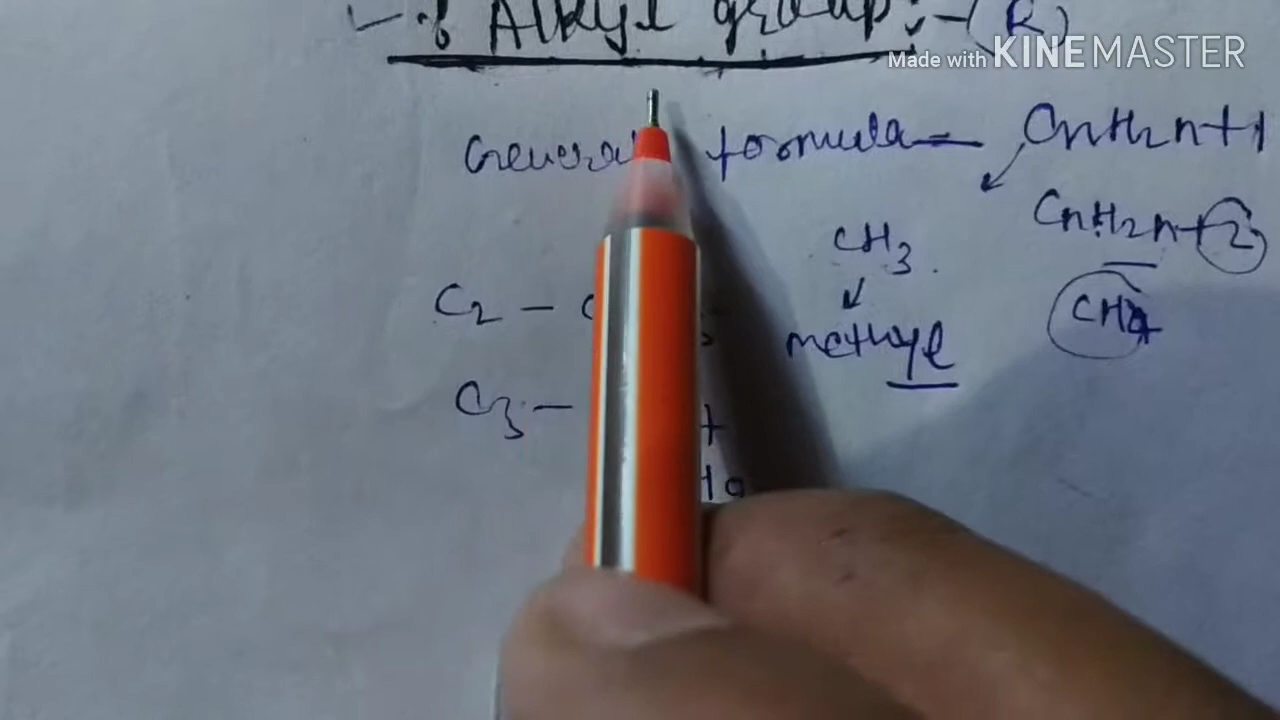 Alkyl group :- (R)
Made with KINEMASTER
General formula = CnH2n+1
CnH2n+2
CH3
C2 -
methyl
CH4
C3 -